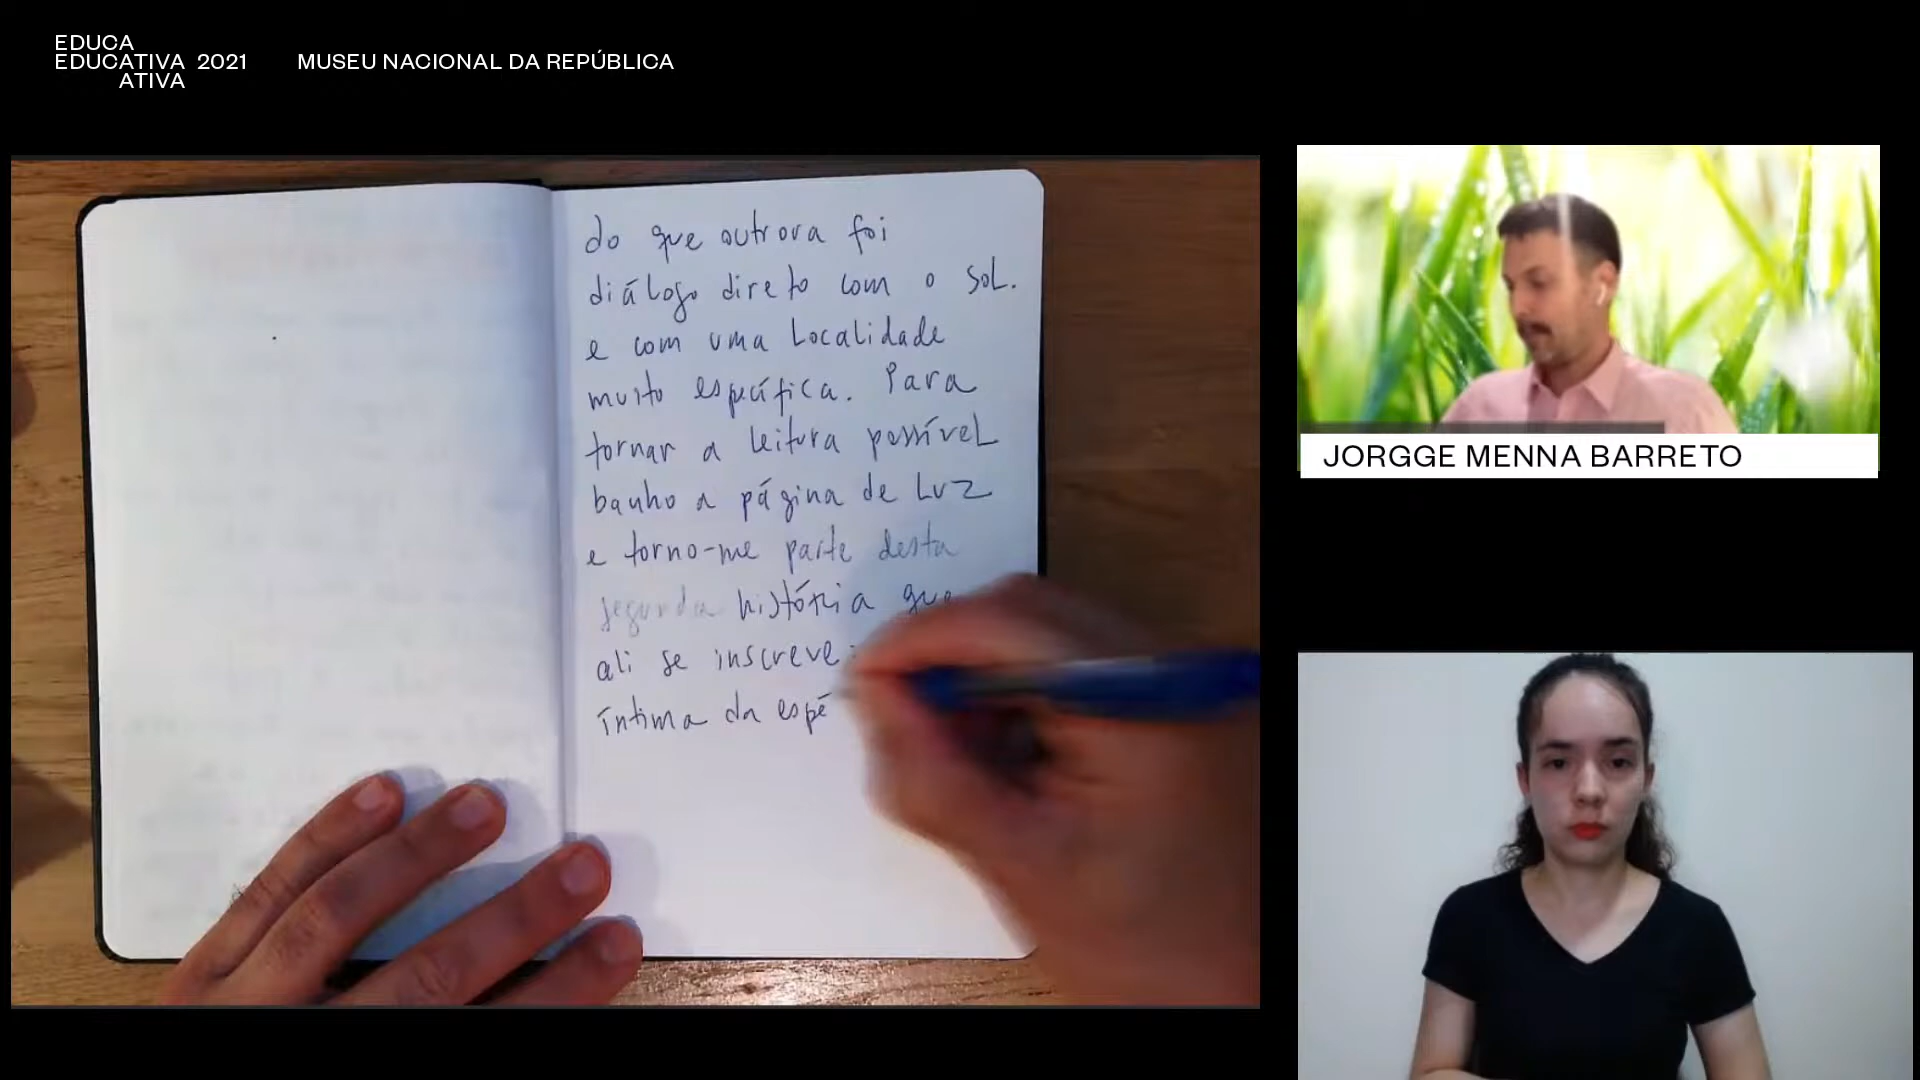 EDUCA
EDUCATIVA 2021
ATIVA
MUSEU NACIONAL DA REPÚBLICA
do que outrora foi
diálogo direto com o sol.
e com uma localidade
muito específica. Para
tornar a leitura possível
banho a página de luz
e torno-me parte desta
segunda história que
ali se inscreve:
íntima da espé
JORGGE MENNA BARRETO